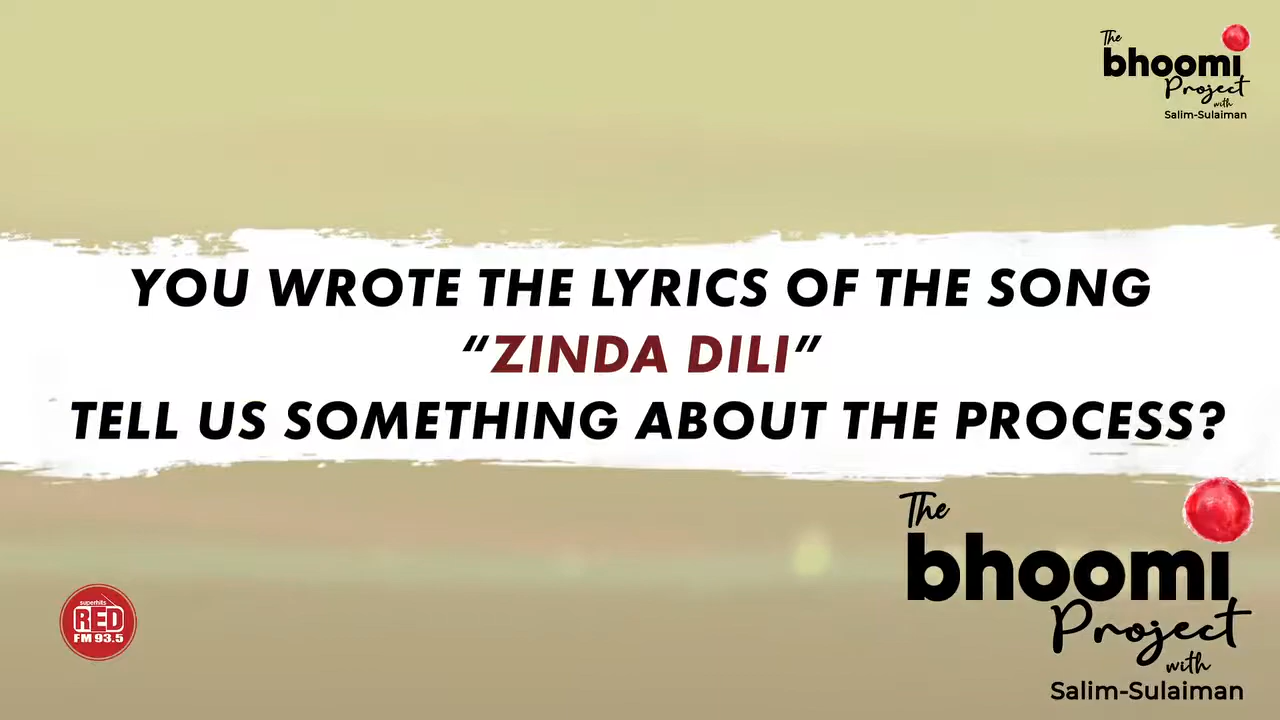 The
bhoomi
Project
with
Salim-Sulaiman
YOU WROTE THE LYRICS OF THE SONG
“ZINDA DILI”
TELL US SOMETHING ABOUT THE PROCESS?
The
bhoomi
Project
with
Salim-Sulaiman
superhits
RED
FM 93.5